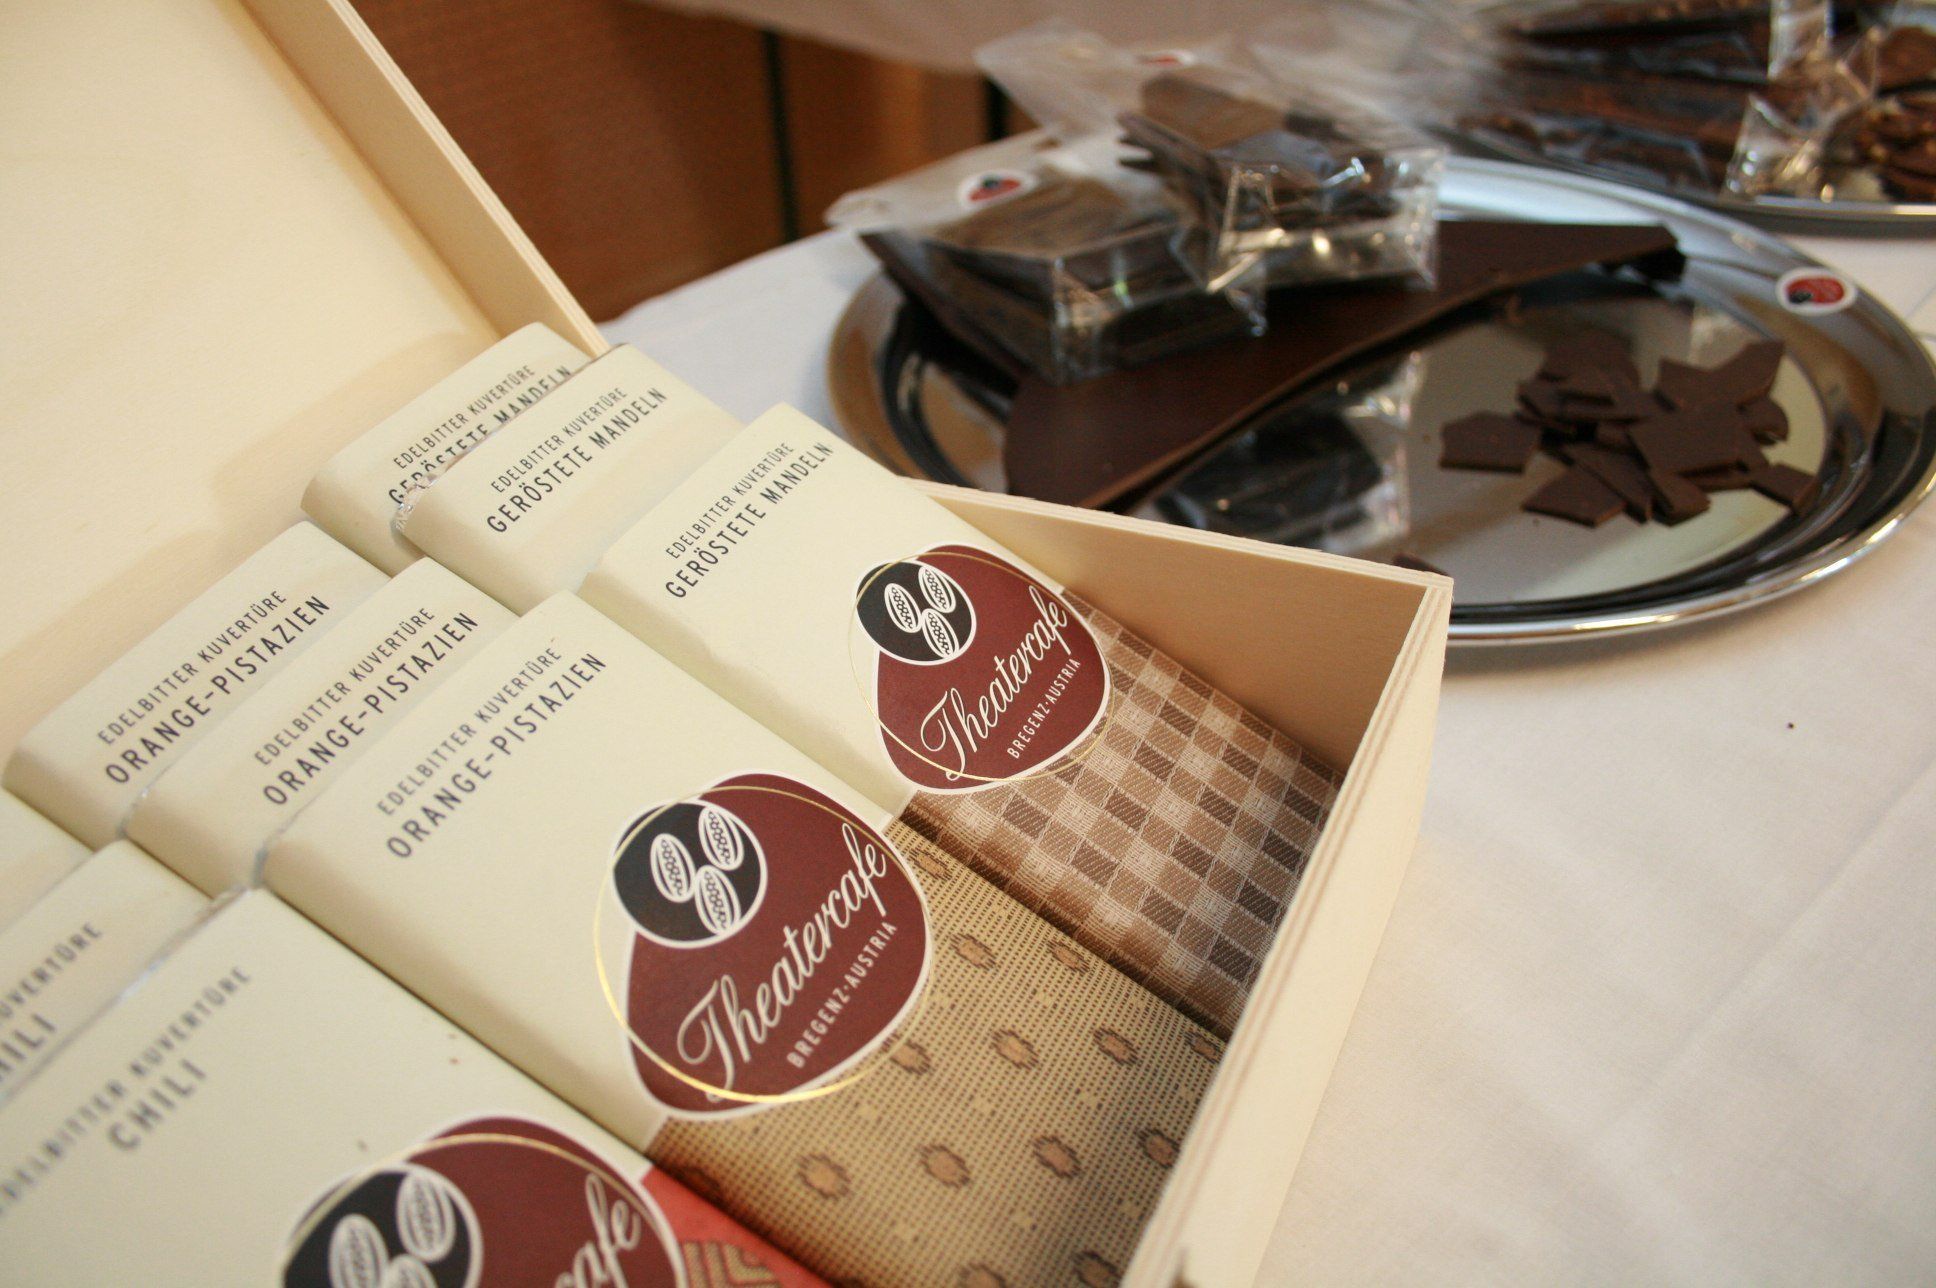 EDELBITTER KUVERTÜRE
GERÖSTETE MANDELN
EDELBITTER KUVERTÜRE
GERÖSTETE MANDELN
EDELBITTER KUVERTÜRE
GERÖSTETE MANDELN
Theatercafe
BREGENZ·AUSTRIA
EDELBITTER KUVERTÜRE
ORANGE-PISTAZIEN
EDELBITTER KUVERTÜRE
ORANGE-PISTAZIEN
EDELBITTER KUVERTÜRE
ORANGE-PISTAZIEN
Theatercafe
BREGENZ·AUSTRIA
KUVERTÜRE
CHILI
EDELBITTER KUVERTÜRE
CHILI